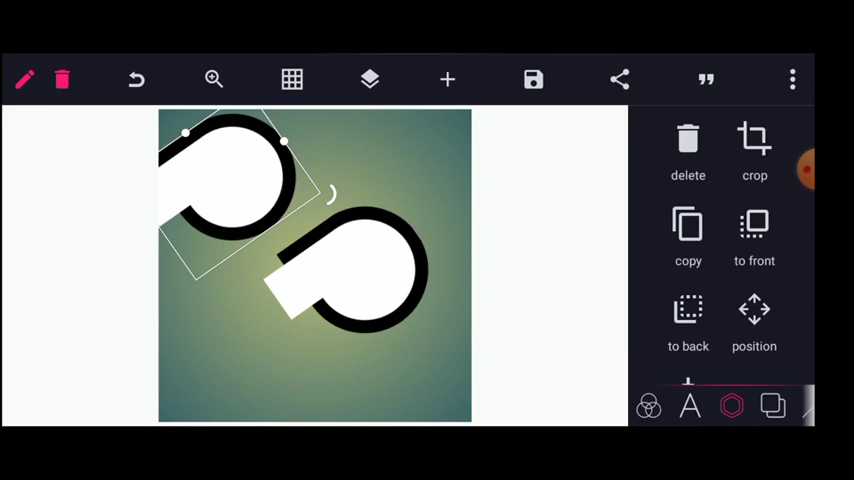 delete
crop
copy
to front
to back
position